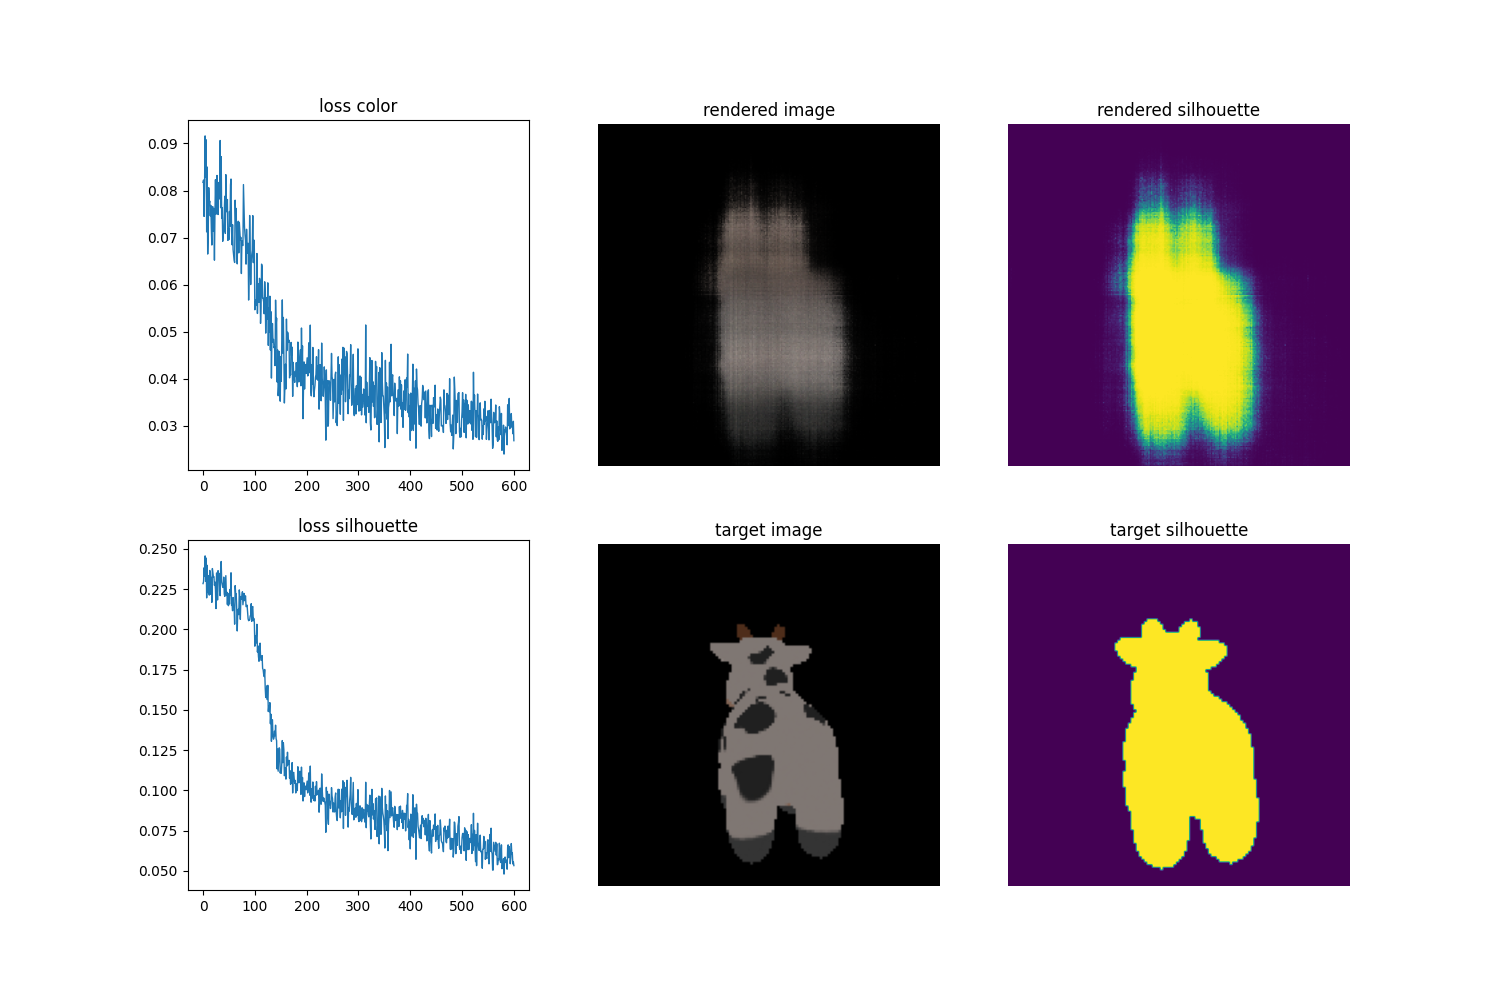 loss color
0.09
0.08
0.07
0.06
0.05
0.04
0.03
0 100 200 300 400 500 600
rendered image
rendered silhouette
loss silhouette
0.250
0.225
0.200
0.175
0.150
0.125
0.100
0.075
0.050
0 100 200 300 400 500 600
target image
target silhouette